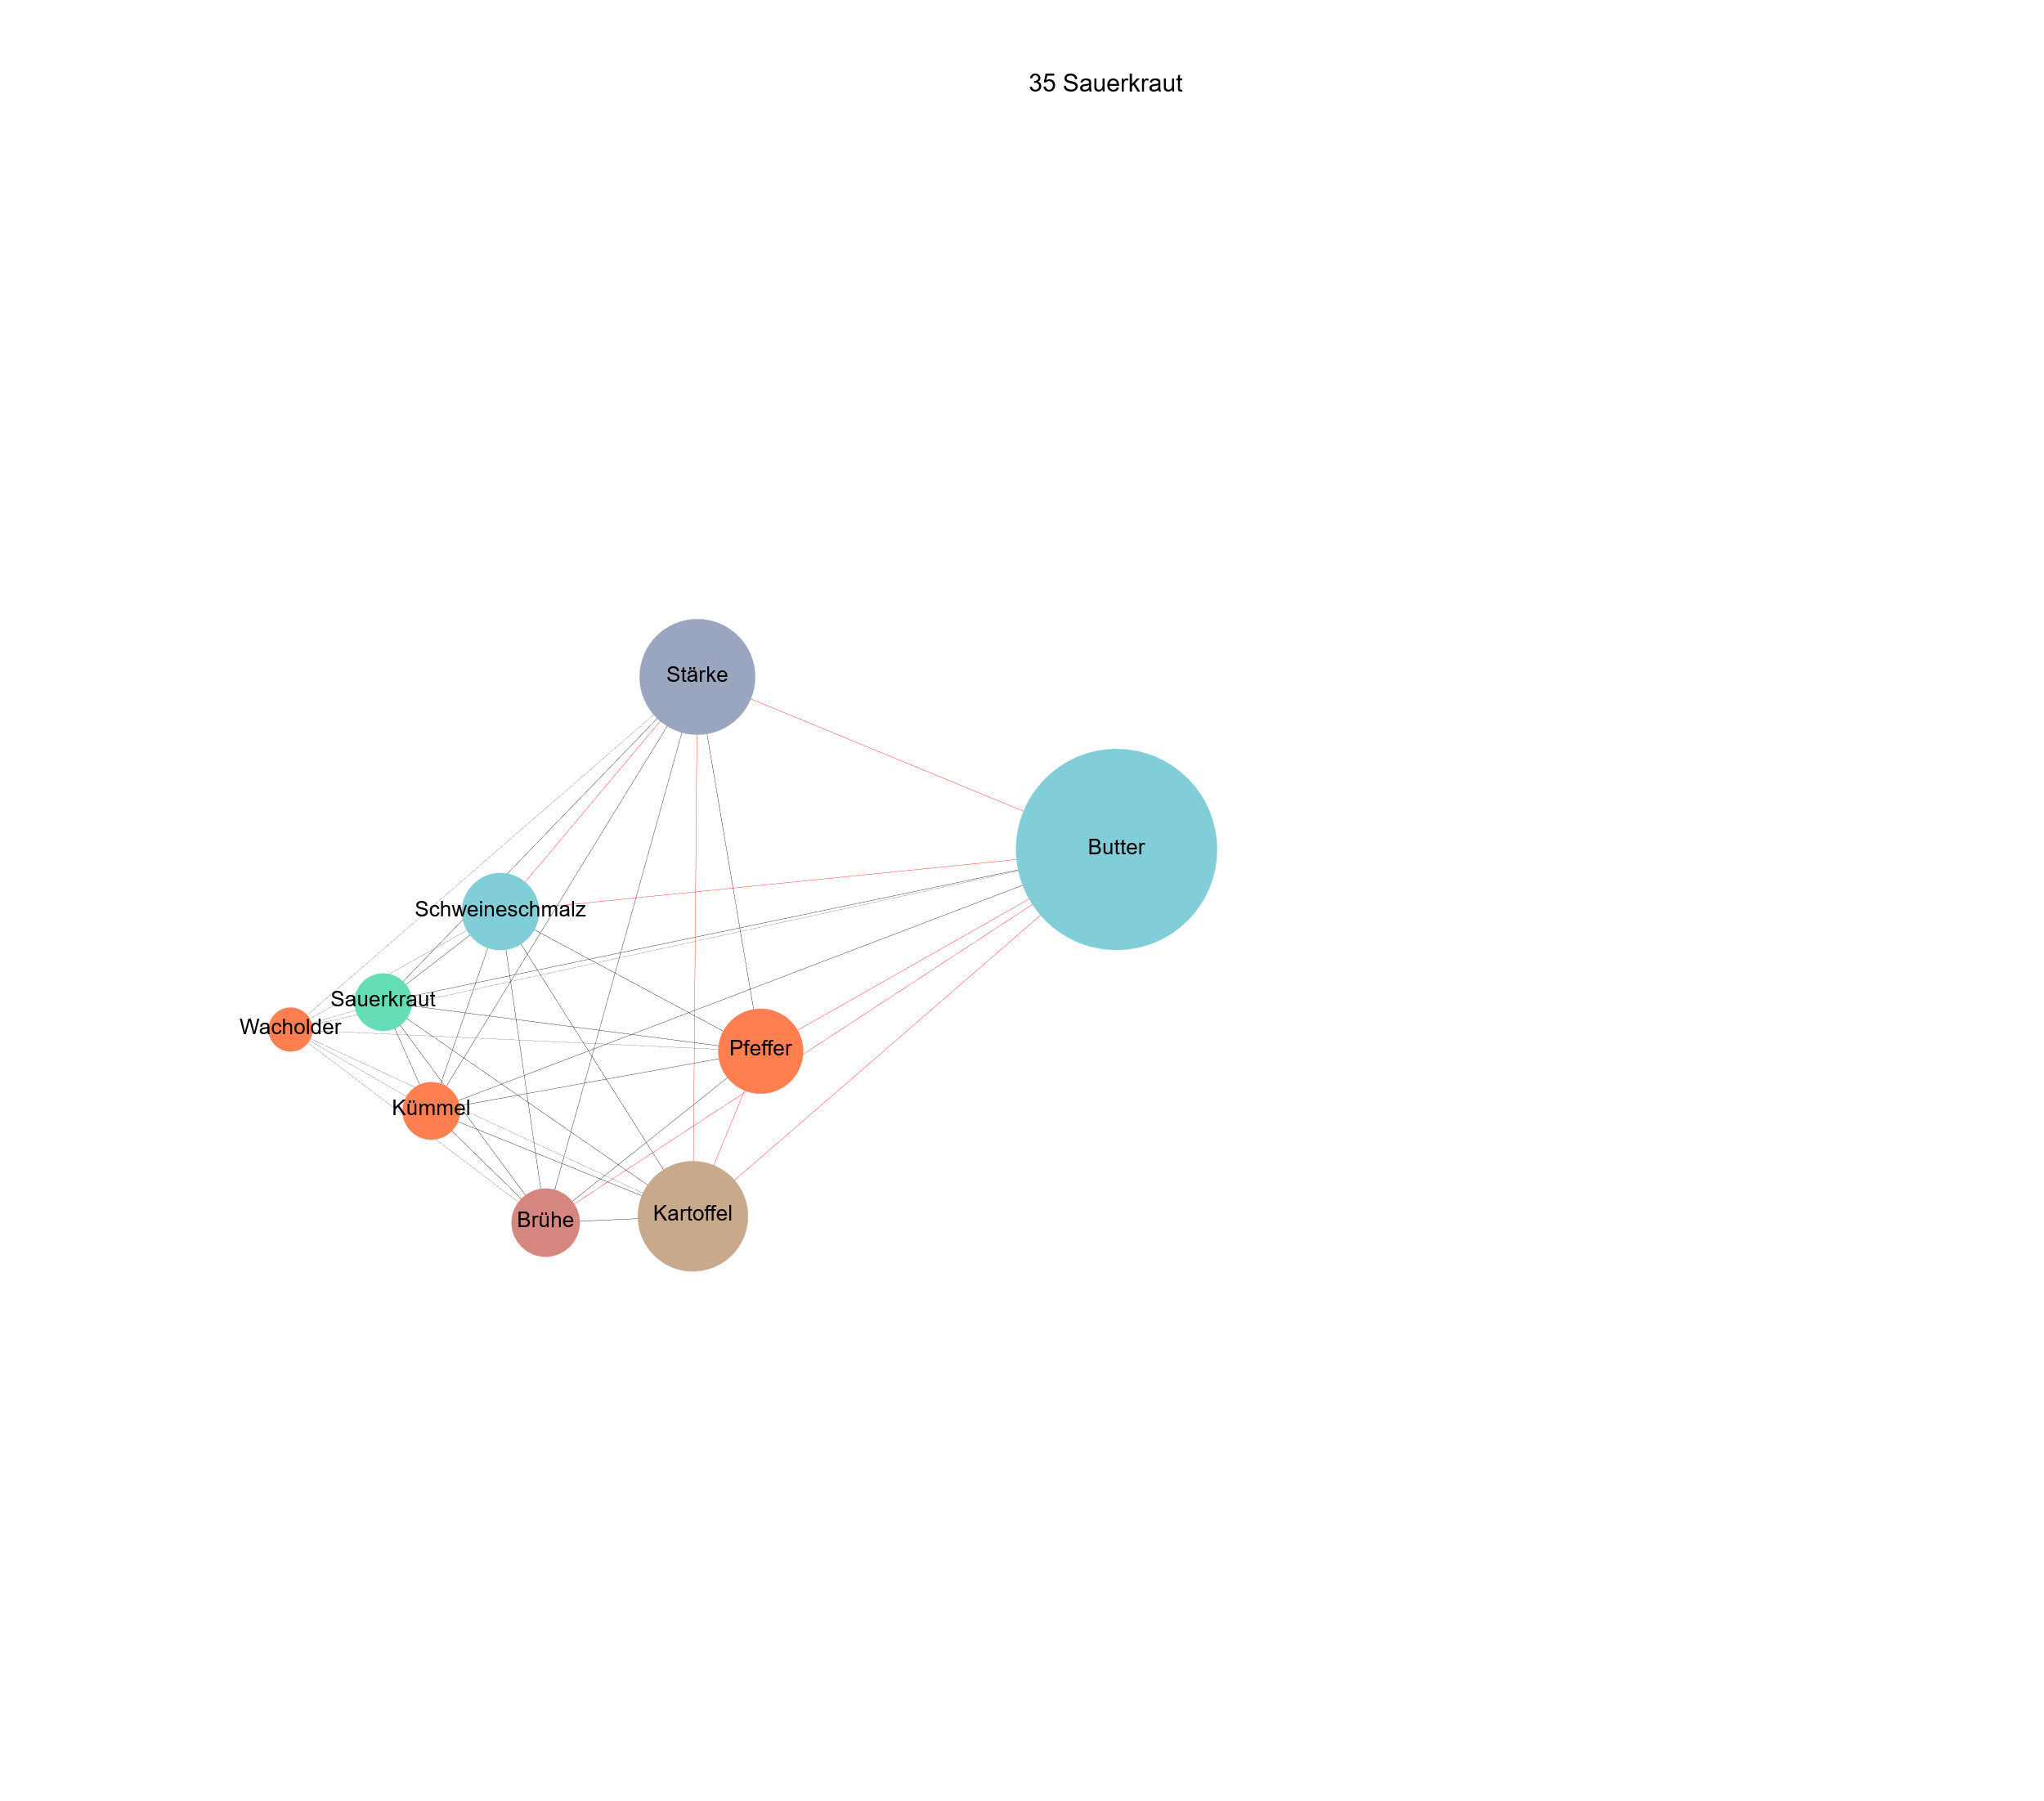 35 Sauerkraut
Stärke
Butter
Schweineschmalz
Sauerkraut
Wacholder
Pfeffer
Kümmel
Kartoffel
Brühe